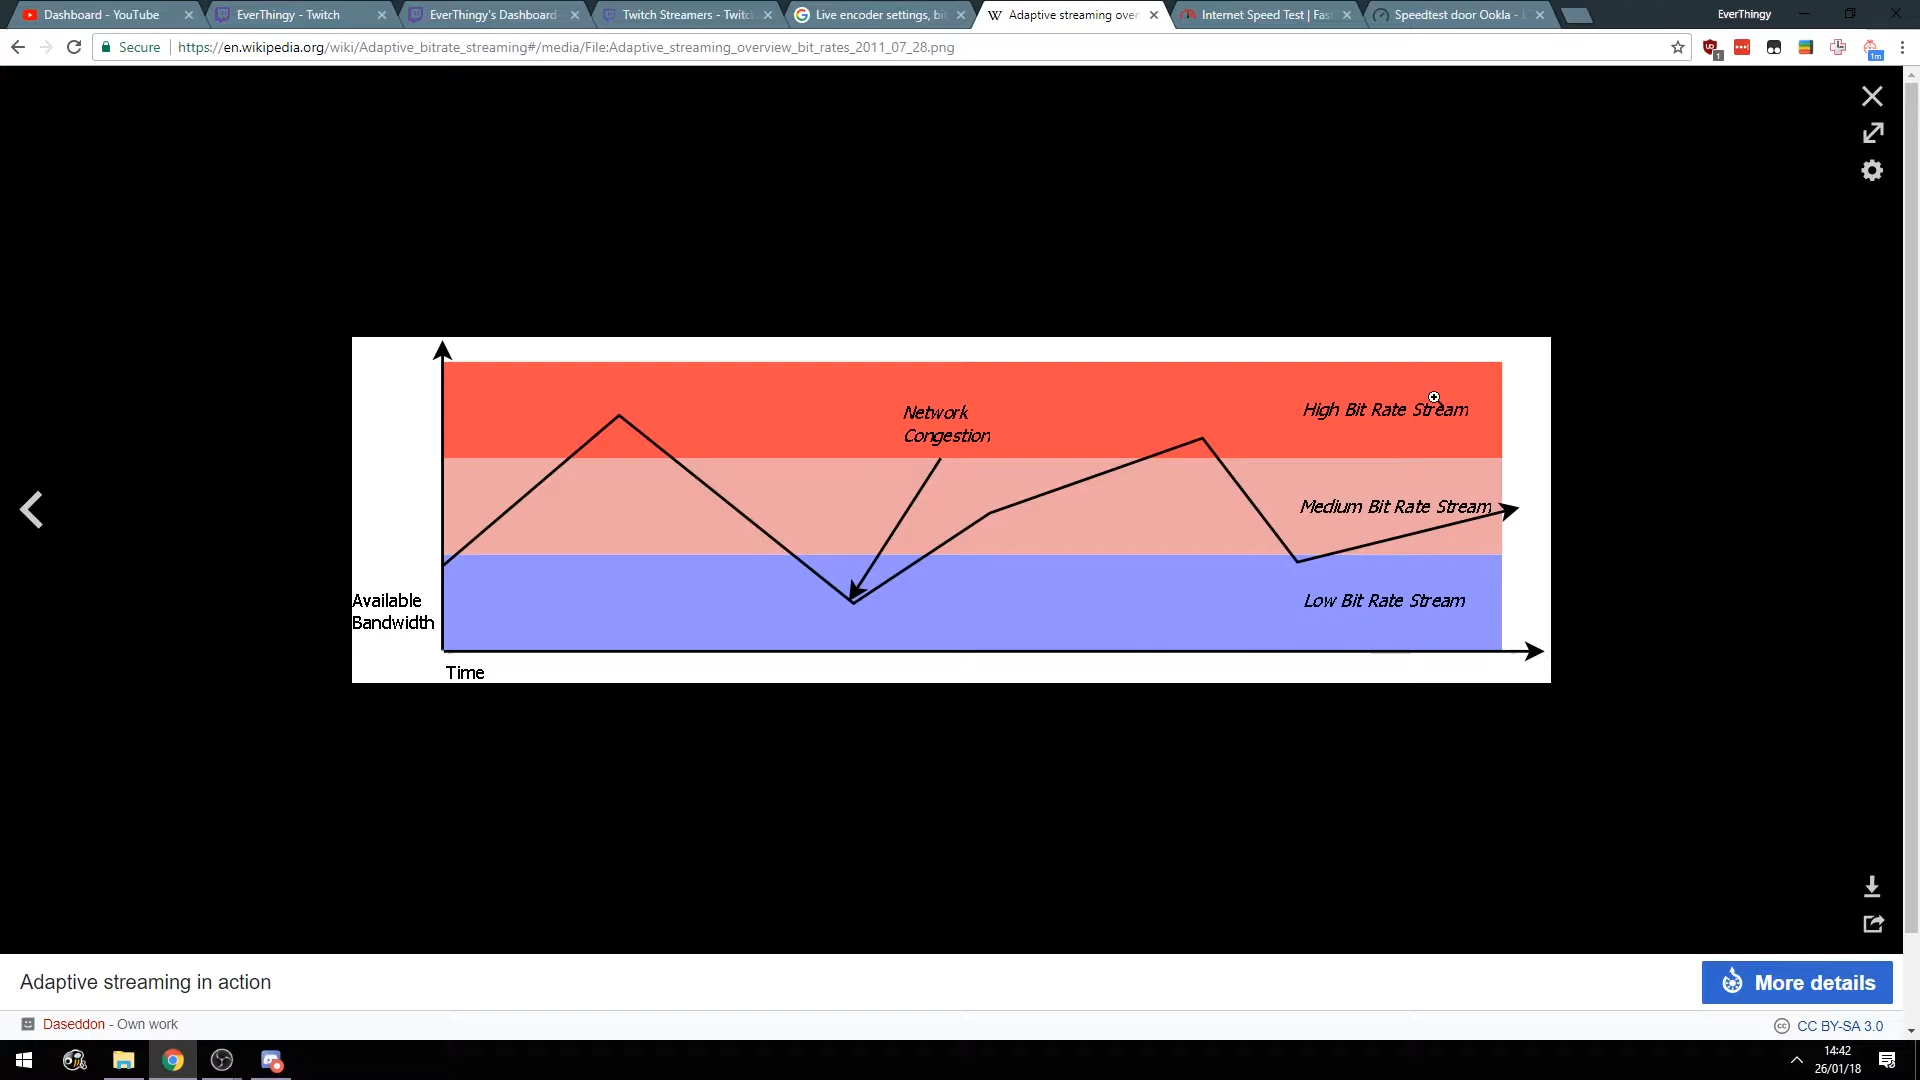 Dashboard - YouTube
EverThingy - Twitch
EverThingy's Dashboard
Twitch Streamers - Twitc
Live encoder settings, bi
Adaptive streaming over
Internet Speed Test | Fas
Speedtest door Ookla -
EverThingy
Secure
https://en.wikipedia.org/wiki/Adaptive_bitrate_streaming#/media/File:Adaptive_streaming_overview_bit_rates_2011_07_28.png
1
1m
Network
Congestion
High Bit Rate Stream
Medium Bit Rate Stream
Low Bit Rate Stream
Available
Bandwidth
Time
Adaptive streaming in action
More details
Daseddon - Own work
CC BY-SA 3.0
14:42
26/01/18